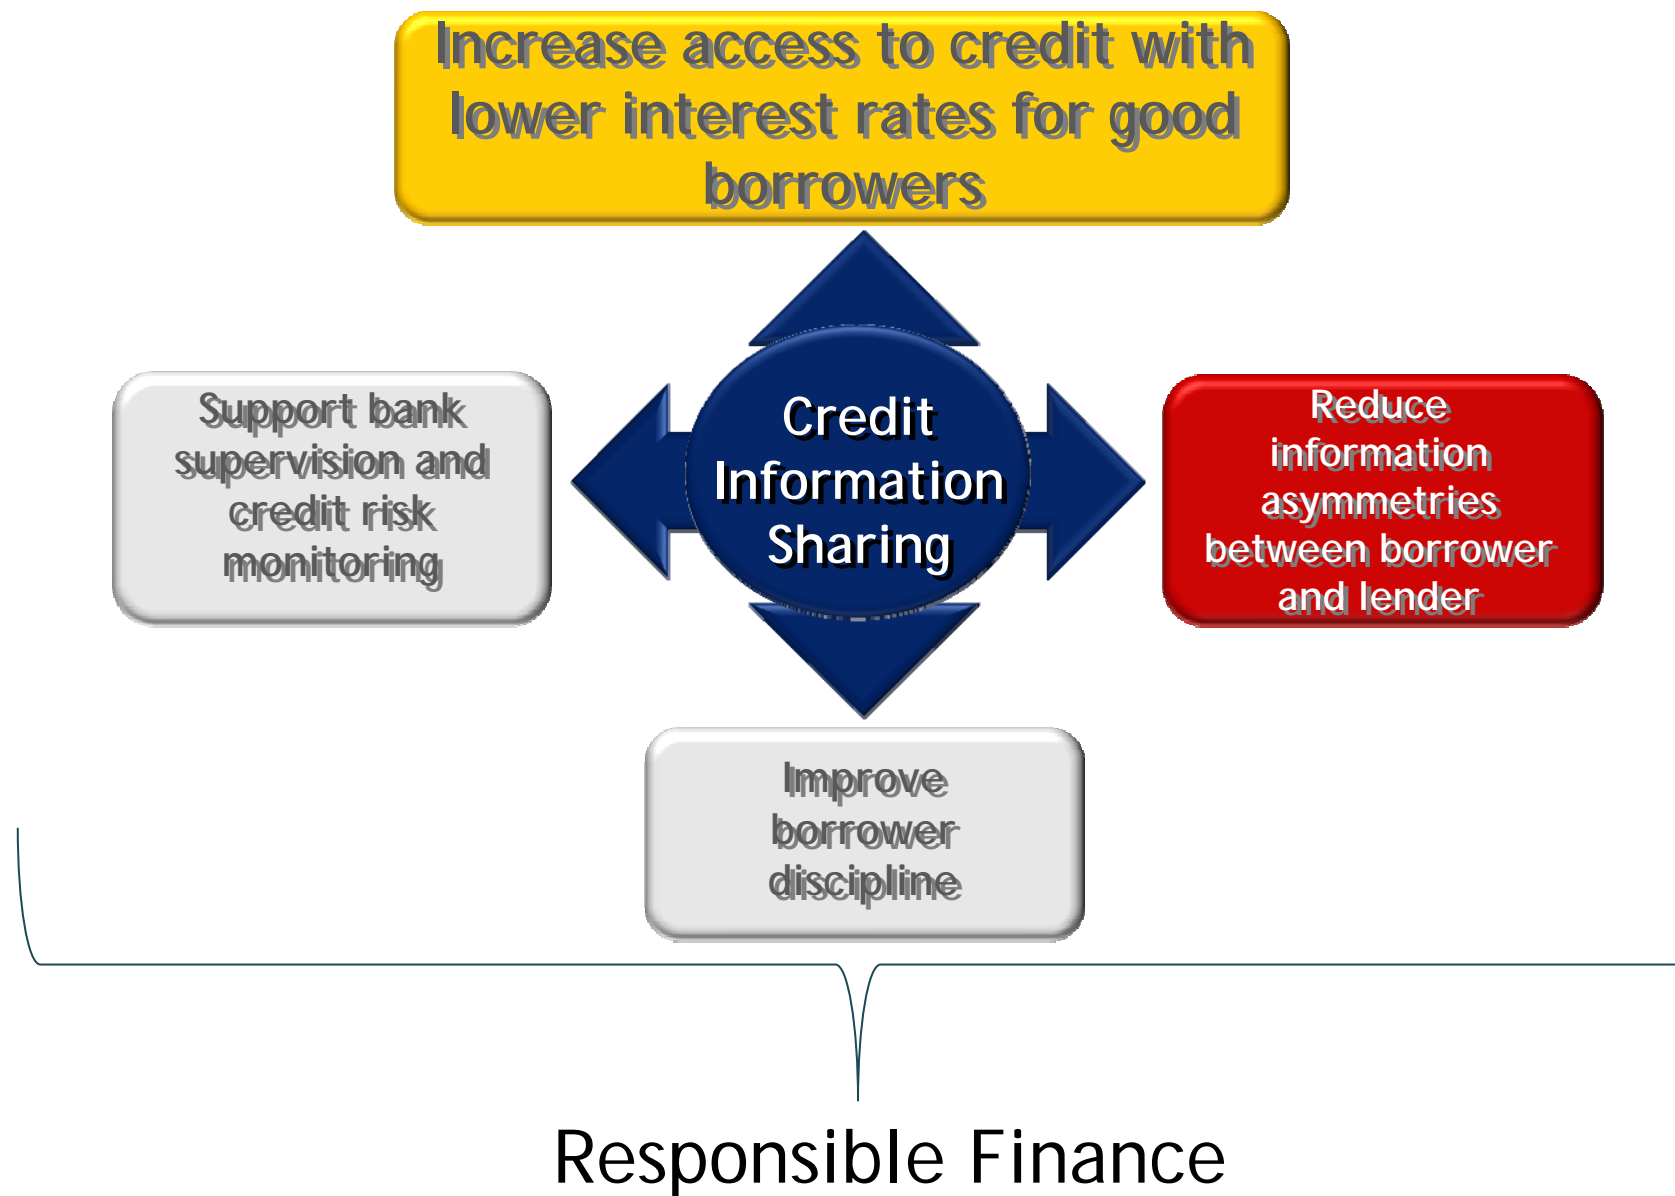 Increase access to credit with
lower interest rates for good
borrowers
Support bank
supervision and
credit risk
monitoring
Credit
Information
Sharing
Reduce
information
asymmetries
between borrower
and lender
Improve
borrower
discipline
Responsible Finance